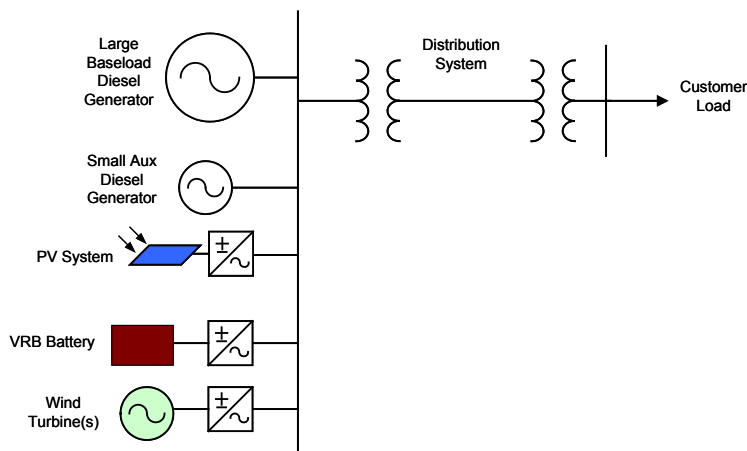 Large
Baseload
Diesel
Generator
Distribution
System
Customer
Load
Small Aux
Diesel
Generator
PV System
VRB Battery
Wind
Turbine(s)